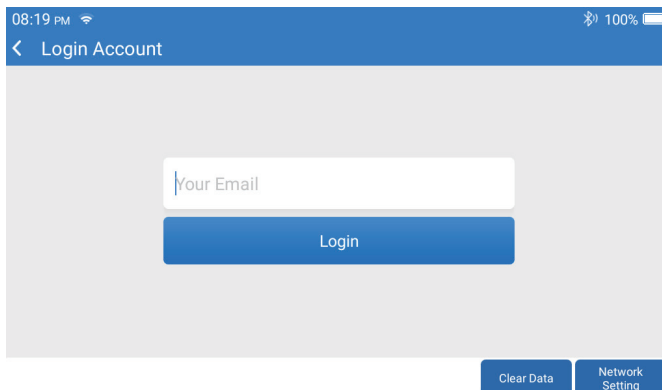 08:19 PM 100%
Login Account
Your Email
Login
Clear Data
Network
Setting